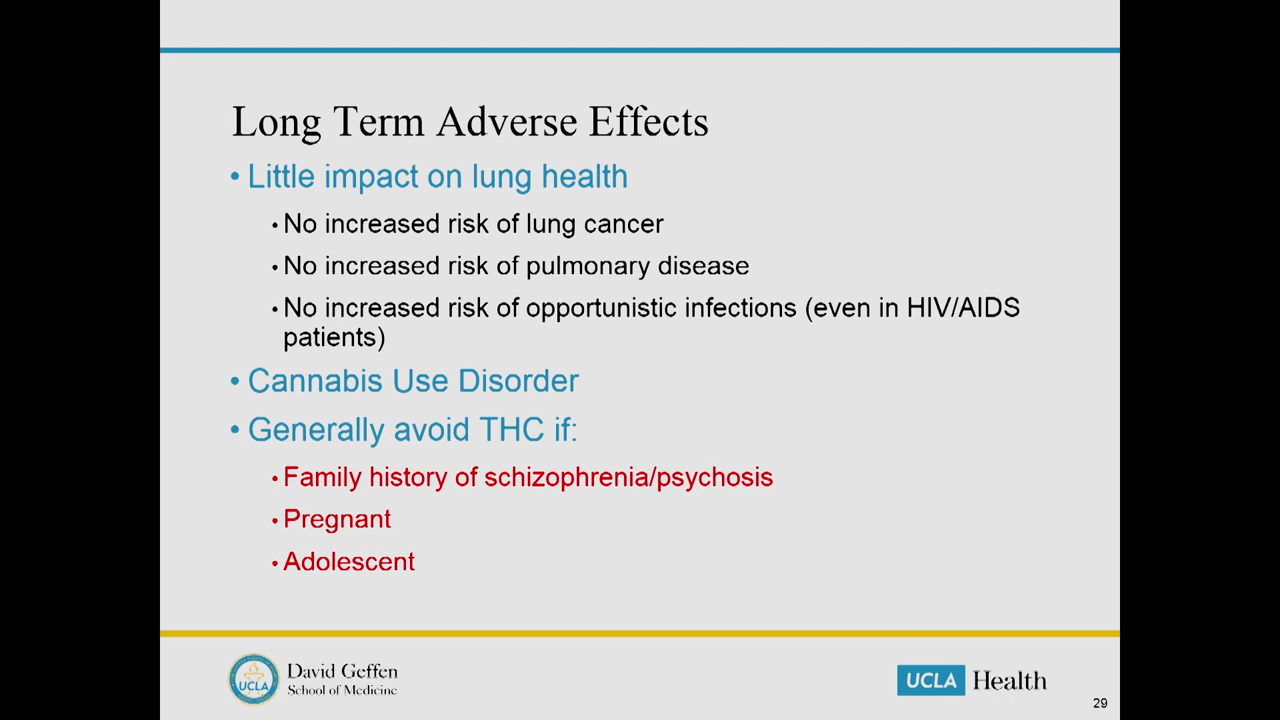 Long Term Adverse Effects
• Little impact on lung health
• No increased risk of lung cancer
• No increased risk of pulmonary disease
• No increased risk of opportunistic infections (even in HIV/AIDS
patients)
• Cannabis Use Disorder
• Generally avoid THC if:
• Family history of schizophrenia/psychosis
• Pregnant
• Adolescent
UCLA
David Geffen
School of Medicine
UCLA Health
29